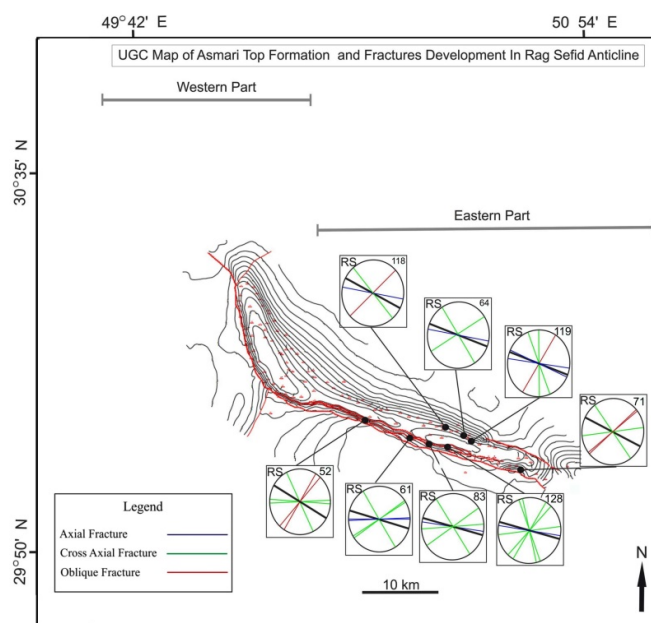 49°42' E
50 54' E
UGC Map of Asmari Top Formation and Fractures Development In Rag Sefid Anticline
Western Part
30°35' N
Eastern Part
RS 118
RS 64
RS 119
RS 71
RS 52
RS 61
RS 83
RS 128
Legend
Axial Fracture
Cross Axial Fracture
Oblique Fracture
29°50' N
10 km
N